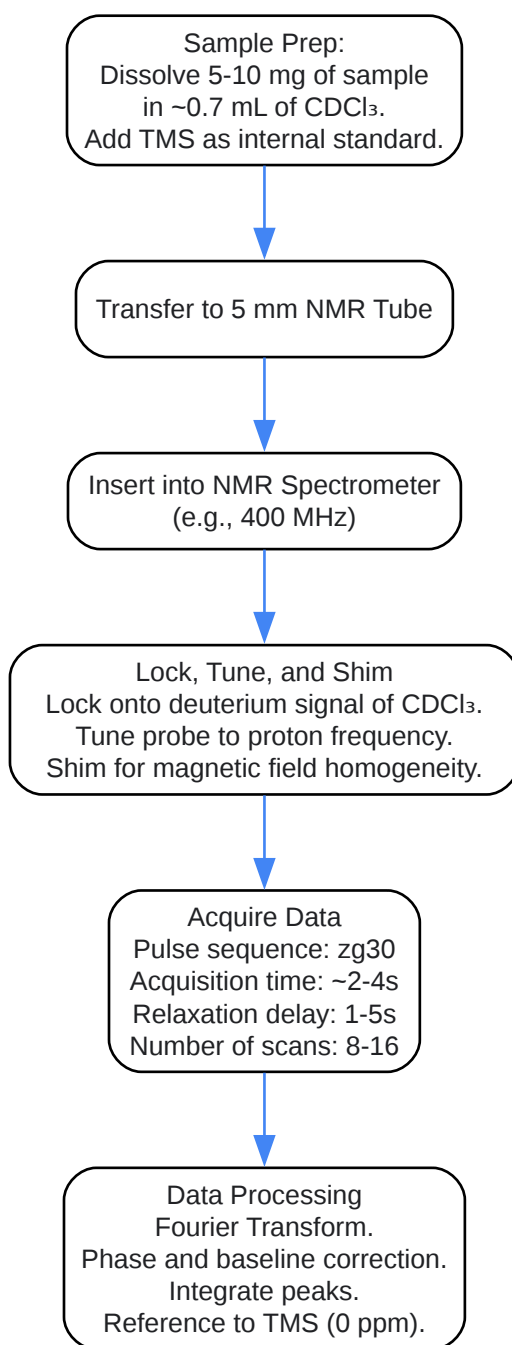 Sample Prep:
Dissolve 5-10 mg of sample
in ~0.7 mL of CDCl₃.
Add TMS as internal standard.
Transfer to 5 mm NMR Tube
Insert into NMR Spectrometer
(e.g., 400 MHz)
Lock, Tune, and Shim
Lock onto deuterium signal of CDCl₃.
Tune probe to proton frequency.
Shim for magnetic field homogeneity.
Acquire Data
Pulse sequence: zg30
Acquisition time: ~2-4s
Relaxation delay: 1-5s
Number of scans: 8-16
Data Processing
Fourier Transform.
Phase and baseline correction.
Integrate peaks.
Reference to TMS (0 ppm).